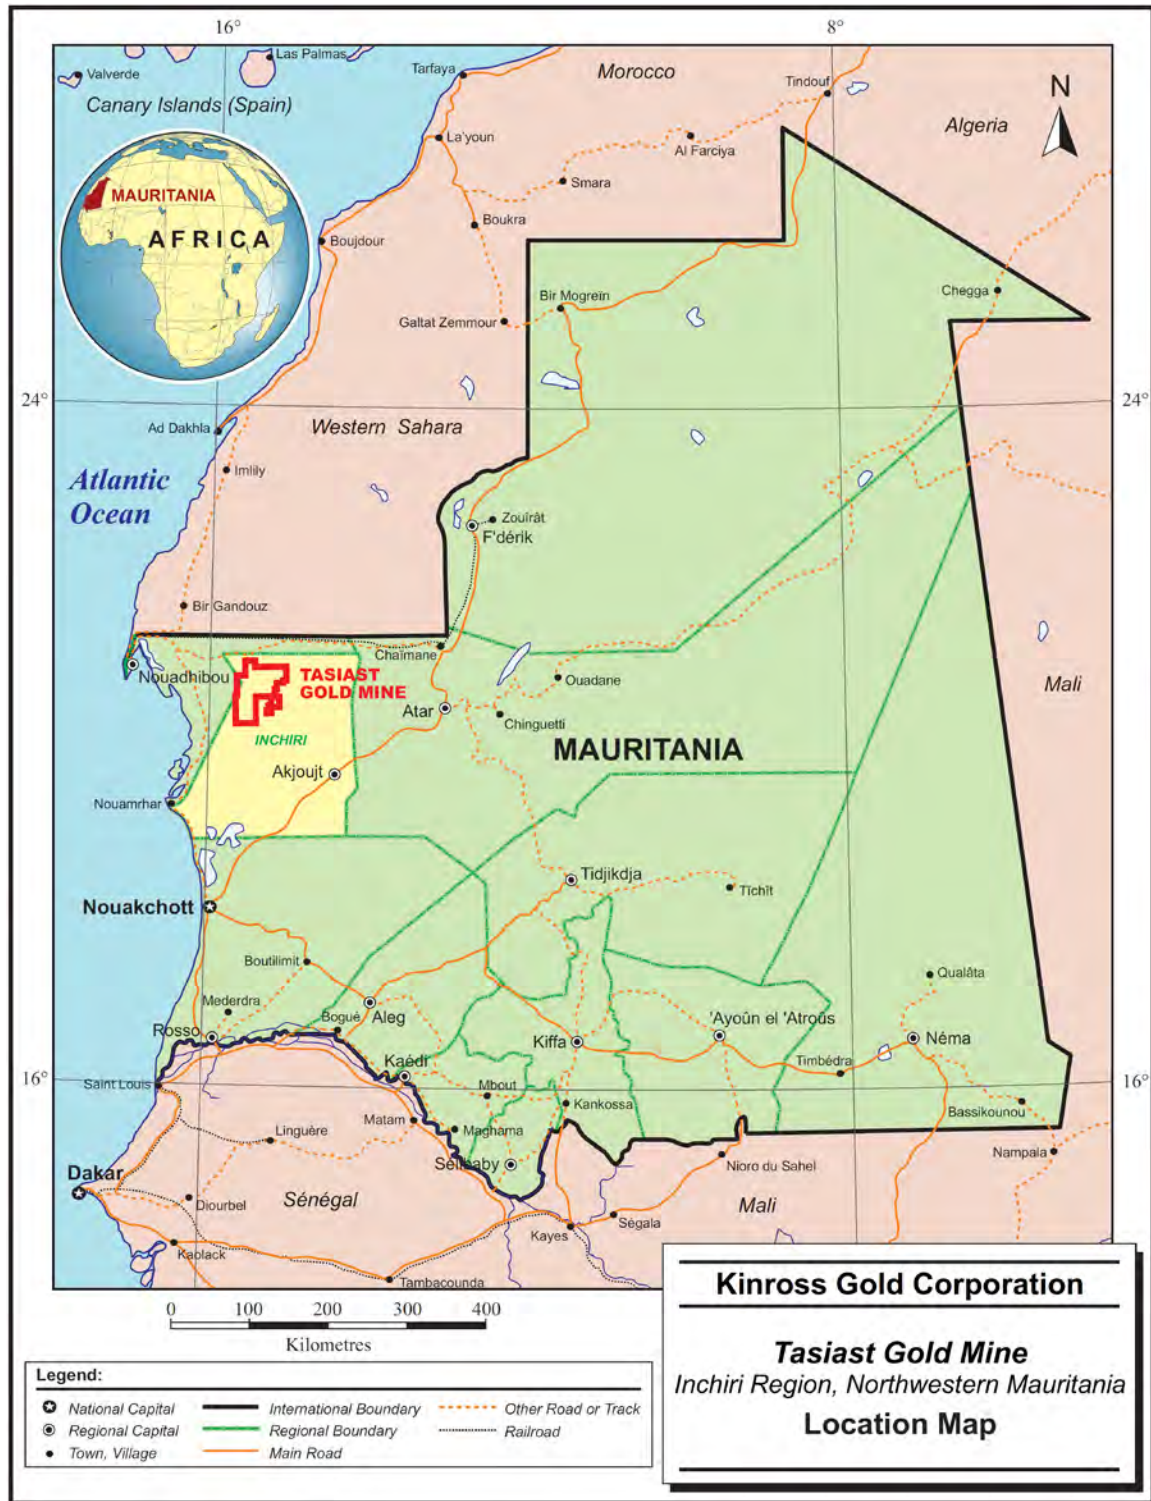 16°
8°
Las Palmas
Valverde
Canary Islands (Spain)
Tarfaya
Morocco
Tindouf
N
Algeria
La'youn
Al Farciya
Smara
MAURITANIA
AFRICA
Boukra
Boujdour
Bir Mogreïn
Chegga
Galtat Zemmour
24°
24°
Ad Dakhla
Western Sahara
Imlily
Atlantic
Ocean
Zouîrât
F'dérik
Bir Gandouz
Chaïmane
Nouadhibou
TASIAST
GOLD MINE
Ouadane
Mali
Atar
Chinguetti
INCHIRI
MAURITANIA
Akjoujt
Nouamrhar
Tidjikdja
Tîchît
Nouakchott
Boutilimit
Qualâta
Mederdra
Aleg
Bogué
Rosso
Kiffa
'Ayoûn el 'Atroûs
Néma
Timbédra
Kaédi
16°
16°
Saint Louis
Mbout
Kankossa
Bassikounou
Matam
Maghama
Linguère
Nampala
Sélibaby
Nioro du Sahel
Dakar
Diourbel
Sénégal
Mali
Ségala
Kayes
Kaolack
Tambacounda
0 100 200 300 400
Kilometres
Kinross Gold Corporation
Tasiast Gold Mine
Inchiri Region, Northwestern Mauritania
Location Map
Legend:
National Capital
International Boundary
Other Road or Track
Regional Capital
Regional Boundary
Railroad
Town, Village
Main Road